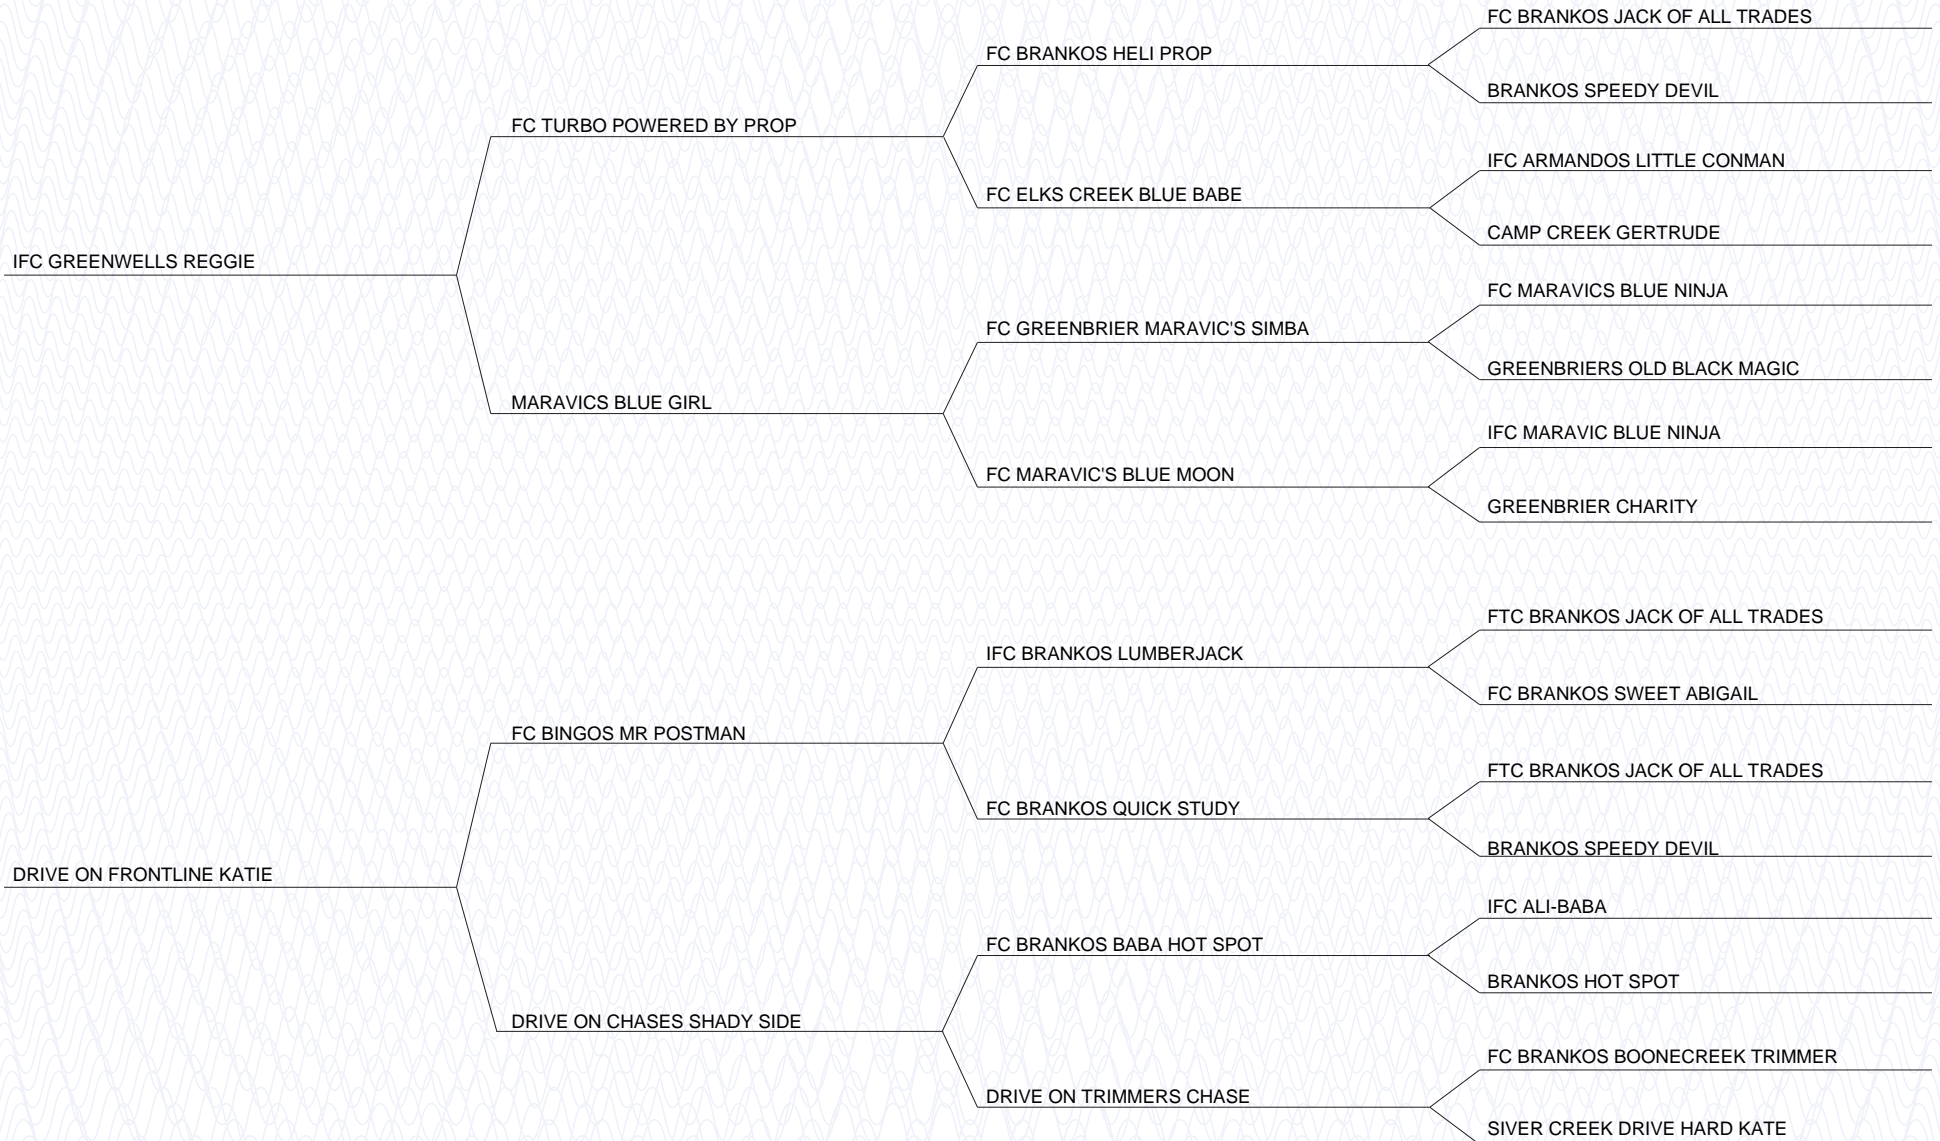 FC BRANKOS JACK OF ALL TRADES
FC BRANKOS HELI PROP
BRANKOS SPEEDY DEVIL
FC TURBO POWERED BY PROP
IFC ARMANDOS LITTLE CONMAN
FC ELKS CREEK BLUE BABE
CAMP CREEK GERTRUDE
IFC GREENWELLS REGGIE
FC MARAVICS BLUE NINJA
FC GREENBRIER MARAVIC'S SIMBA
GREENBRIERS OLD BLACK MAGIC
MARAVICS BLUE GIRL
IFC MARAVIC BLUE NINJA
FC MARAVIC'S BLUE MOON
GREENBRIER CHARITY
FTC BRANKOS JACK OF ALL TRADES
IFC BRANKOS LUMBERJACK
FC BRANKOS SWEET ABIGAIL
FC BINGOS MR POSTMAN
FTC BRANKOS JACK OF ALL TRADES
FC BRANKOS QUICK STUDY
BRANKOS SPEEDY DEVIL
DRIVE ON FRONTLINE KATIE
IFC ALI-BABA
FC BRANKOS BABA HOT SPOT
BRANKOS HOT SPOT
DRIVE ON CHASES SHADY SIDE
FC BRANKOS BOONECREEK TRIMMER
DRIVE ON TRIMMERS CHASE
SIVER CREEK DRIVE HARD KATE